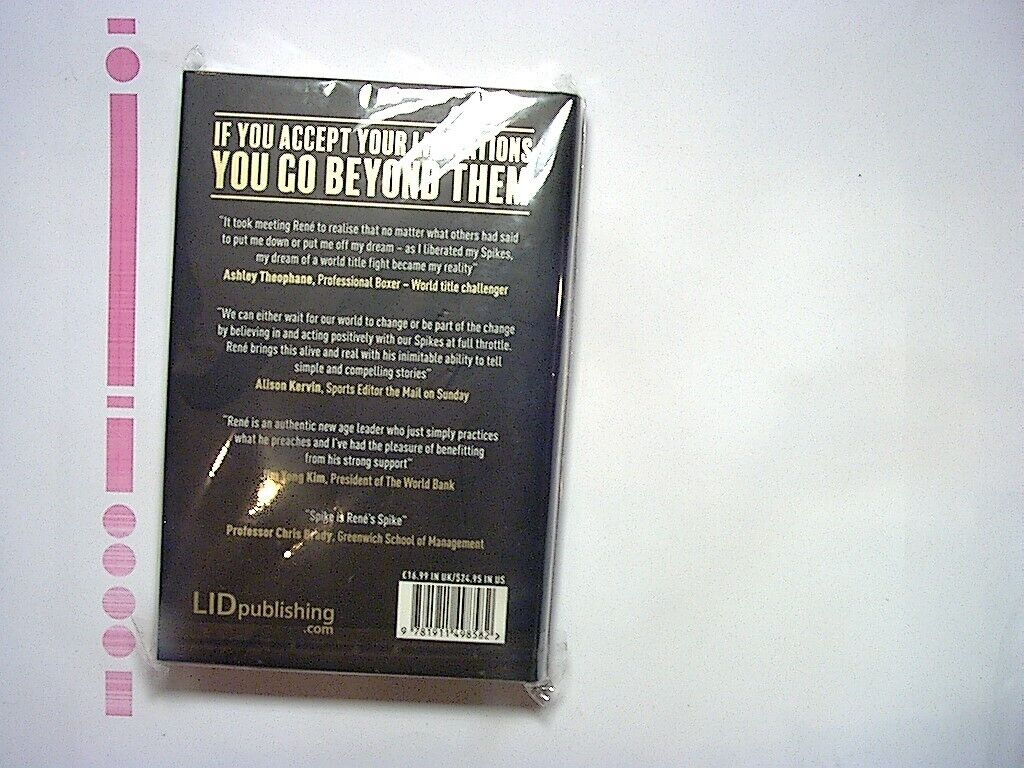 IF YOU ACCEPT YOUR
YOU GO BEYOND THEM
"It took meeting René to realise that no matter what others had said
to put me down or put me off my dream – as I liberated my Spikes,
my dream of a world title fight became my reality"
Ashley Theophane, Professional Boxer – World title challenger
"We can either wait for our world to change or be part of the change
by believing in and acting positively with our Spikes at full throttle.
René brings this alive and real with his inimitable ability to tell
simple and compelling stories"
Alison Kervin, Sports Editor the Mail on Sunday
"René is an authentic new age leader who just simply practices
what he preaches and I've had the pleasure of benefitting
from his strong support"
Kim, President of The World Bank
"Spike is René's Spike"
Professor Chris Brady, Greenwich School of Management
£16.99 IN UK/$24.95 IN US
LIDpublishing
.com
9 781911 498582 >